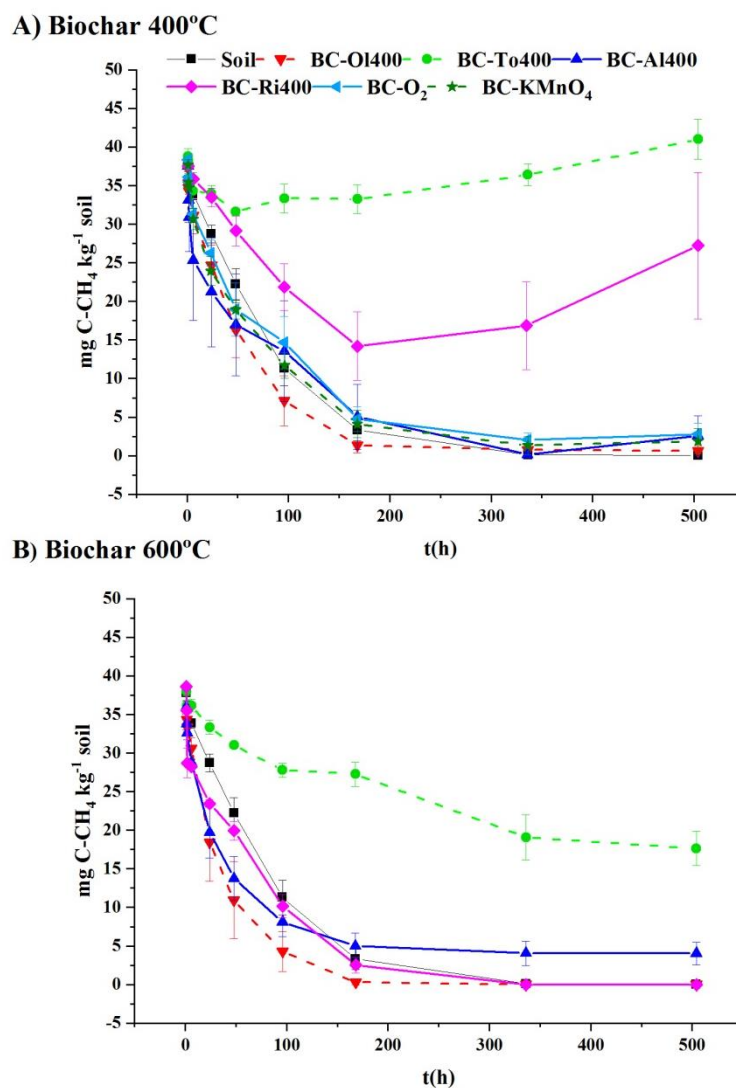 A) Biochar 400ºC
Soil BC-Ol400 BC-To400 BC-Al400
BC-Ri400 BC-O₂ BC-KMnO₄
50
45
40
35
30
25
20
15
10
5
0
-5
mg C-CH₄ kg⁻¹ soil
0 100 200 300 400 500
t(h)
B) Biochar 600ºC
50
45
40
35
30
25
20
15
10
5
0
-5
mg C-CH₄ kg⁻¹ soil
0 100 200 300 400 500
t(h)